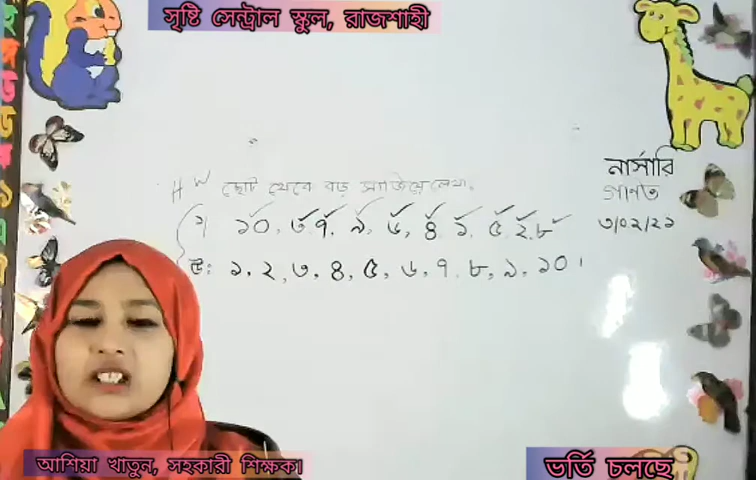 সৃষ্টি সেন্ট্রাল স্কুল, রাজশাহী
নার্সারি
গণিত
৩/০২/২১
H W ছোট থেকে বড় সাজিয়ে লেখ।
১) ১০, ৩, ৭, ৯, ৬, ৪, ১, ৫, ২, ৮
উ: ১, ২, ৩, ৪, ৫, ৬, ৭, ৮, ৯, ১০।
আশিয়া খাতুন, সহকারী শিক্ষক।
ভর্তি চলছে